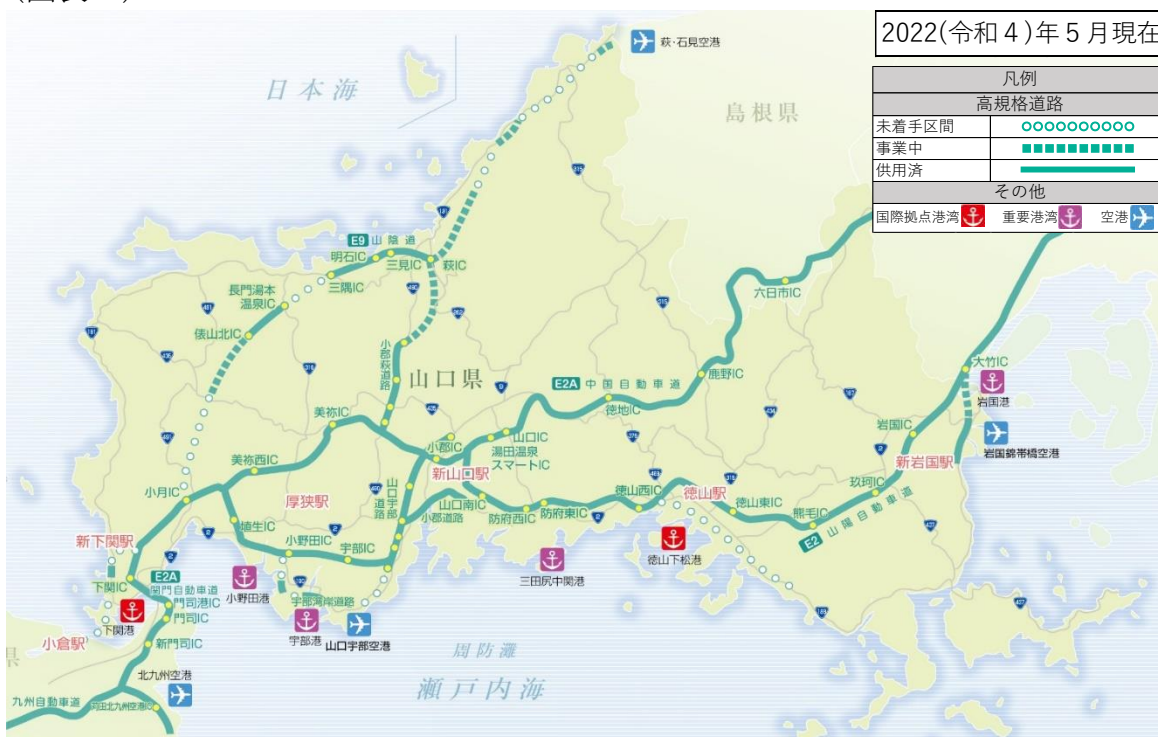 2022(令和4)年5月現在
凡例
高規格道路
未着手区間
事業中
供用済
その他
国際拠点港湾 重要港湾 空港
萩・石見空港
日本海
島根県
E9 山陰道
明石IC
三見IC
萩IC
三隅IC
長門湯本
温泉IC
俵山北IC
六日市IC
小郡萩道路
山口県
E2A 中国自動車道
鹿野IC
徳地IC
大竹IC
岩国港
美祢IC
小郡IC
山口IC
湯田温泉
スマートIC
岩国IC
岩国錦帯橋空港
新岩国駅
新山口駅
美祢西IC
小月IC
厚狭駅
山口宇部道路
山口南IC
小郡道路
徳山西IC
徳山駅
徳山東IC
玖珂IC
熊毛IC
E2 山陽自動車道
防府西IC
防府東IC
埴生IC
小野田IC
宇部IC
新下関駅
下関IC
E2A
関門自動車道
門司港IC
門司IC
下関港
小野田港
宇部湾岸道路
宇部港
山口宇部空港
三田尻中関港
徳山下松港
小倉駅
新門司IC
北九州空港
周防灘
瀬戸内海
九州自動車道
苅田北九州空港IC